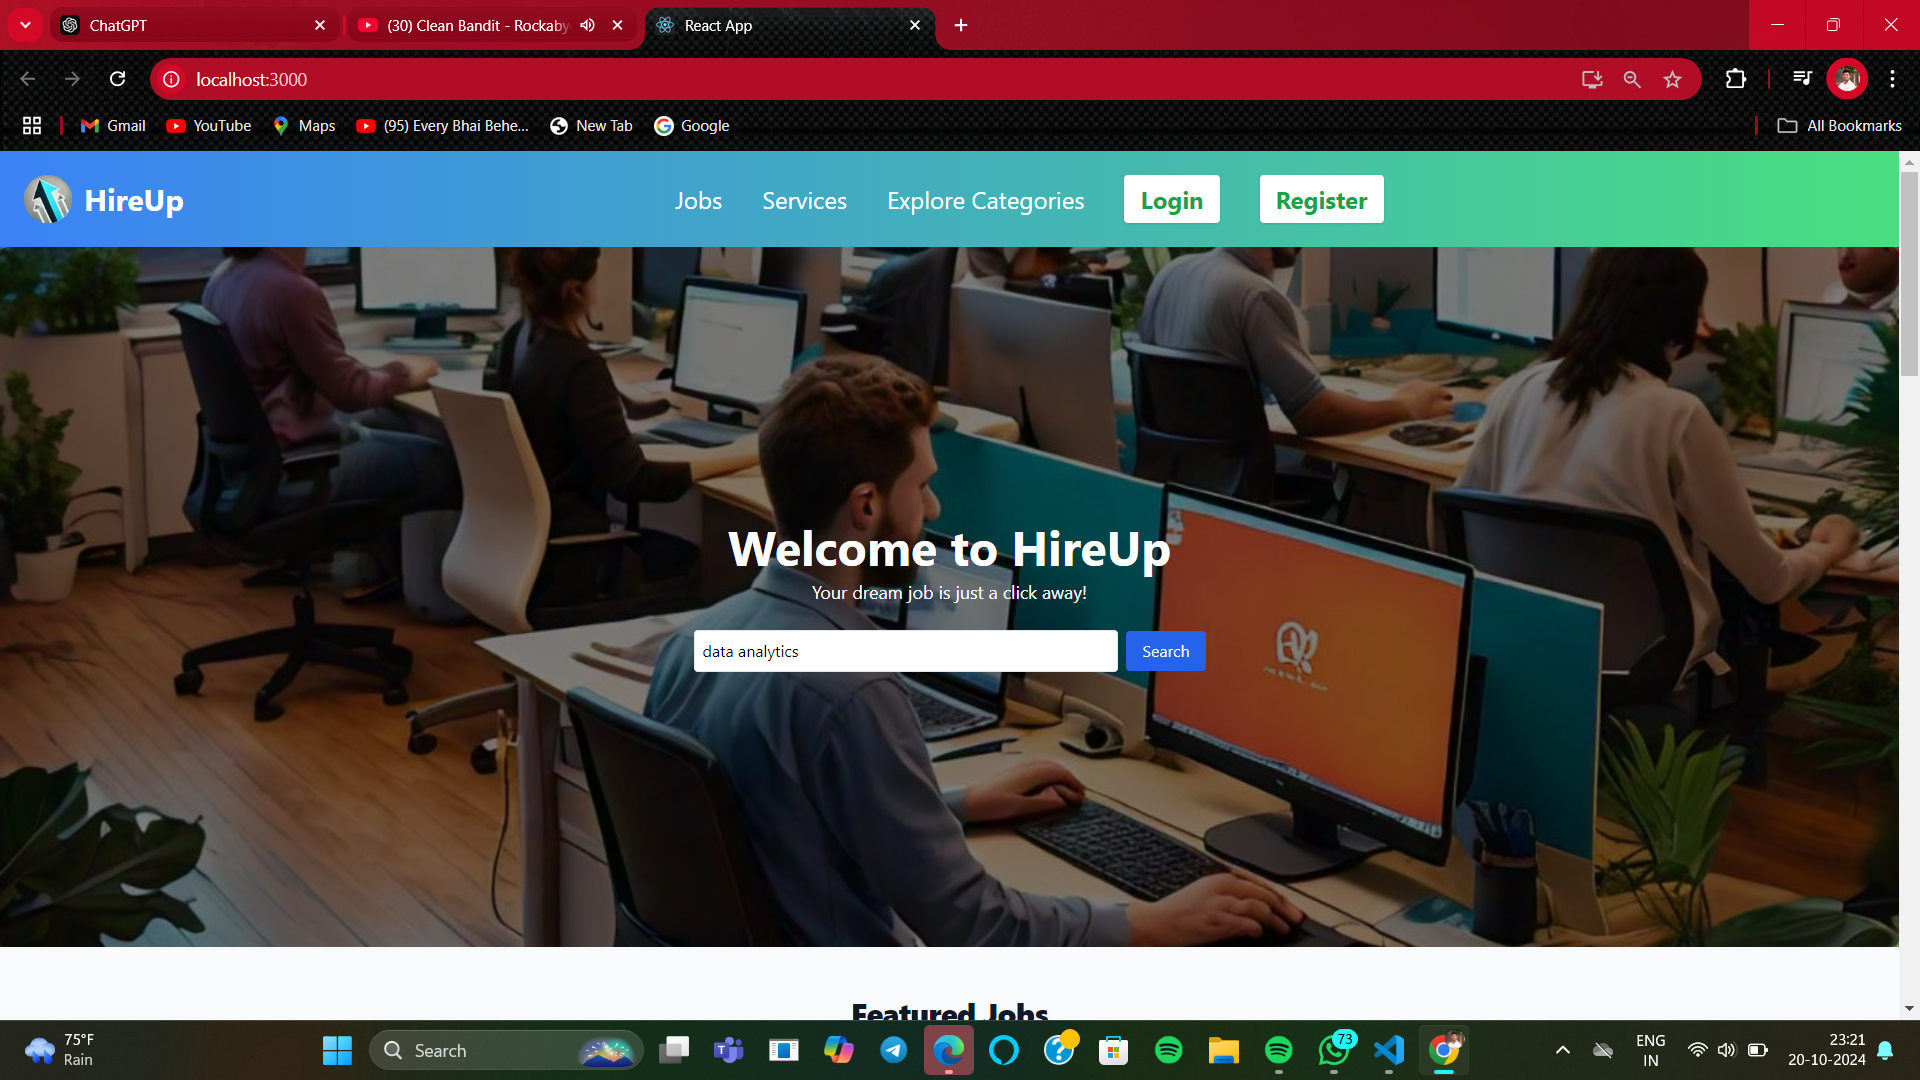 ChatGPT
(30) Clean Bandit - Rockaby
React App
localhost:3000
Gmail
YouTube
Maps
(95) Every Bhai Behe...
New Tab
Google
All Bookmarks
HireUp
Jobs
Services
Explore Categories
Login
Register
Welcome to HireUp
Your dream job is just a click away!
data analytics
Search
Featured Jobs
75°F
Rain
Search
73
ENG
IN
23:21
20-10-2024